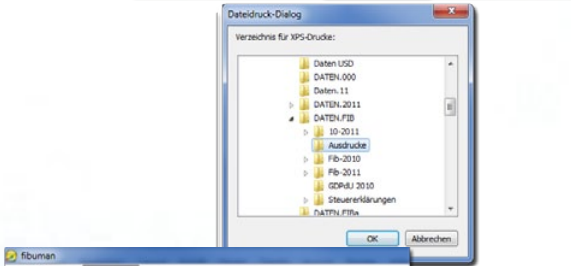 Dateidruck-Dialog
Verzeichnis für XPS-Drucke:
Daten USD
DATEN.000
Daten.11
DATEN.2011
DATEN.FIB
10-2011
Ausdrucke
Fib-2010
Fib-2011
GDPdU 2010
Steuererklärungen
DATEN.FIBa
OK
Abbrechen
fibuman